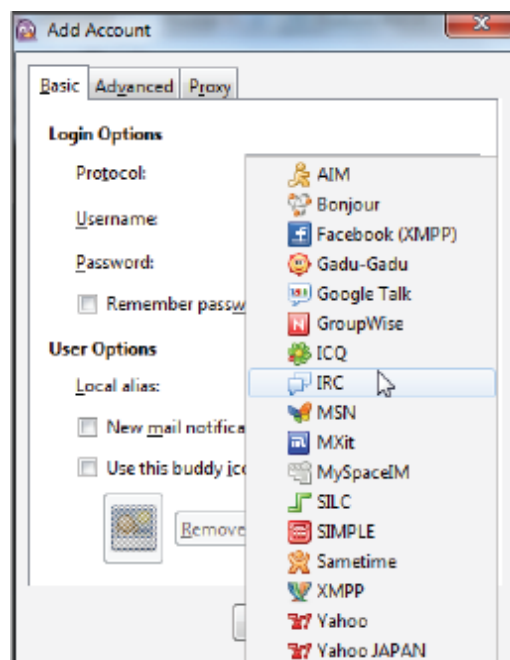 Add Account
Basic Advanced Proxy
Login Options
Protocol:
Username:
Password:
Remember passw
User Options
Local alias:
New mail notifica
Use this buddy ico
Remove
AIM
Bonjour
Facebook (XMPP)
Gadu-Gadu
Google Talk
GroupWise
ICQ
IRC
MSN
MXit
MySpaceIM
SILC
SIMPLE
Sametime
XMPP
Yahoo
Yahoo JAPAN